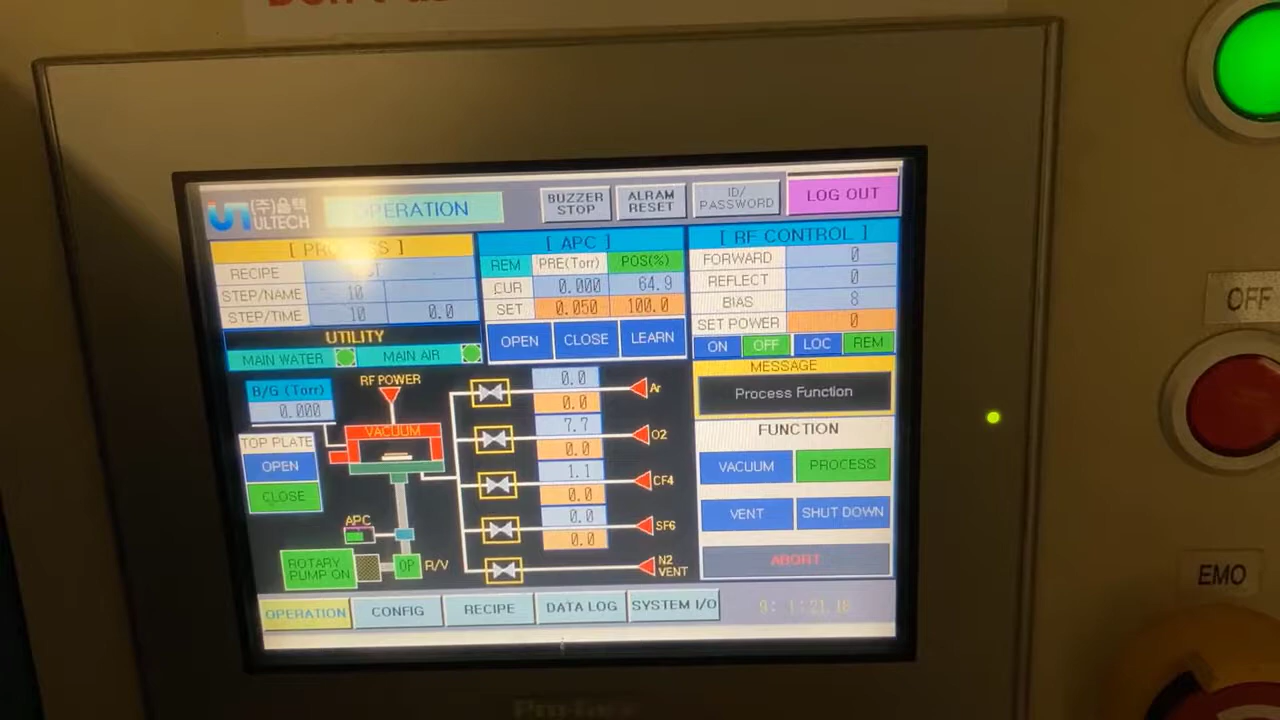 (주)울텍
ULTECH
OPERATION
BUZZER
STOP
ALRAM
RESET
ID/
PASSWORD
LOG OUT
RECIPE
STEP/NAME 10
STEP/TIME 10 0.0
[ APC ]
REM PRE(Torr) POS(%)
CUR 0.000 64.9
SET 0.050 100.0
OPEN CLOSE LEARN
[ RF CONTROL ]
FORWARD 0
REFLECT 0
BIAS 8
SET POWER 0
ON OFF LOC REM
UTILITY
MAIN WATER MAIN AIR
MESSAGE
Process Function
B/G (Torr)
0.000
RF POWER
VACUUM
TOP PLATE
OPEN
CLOSE
APC
ROTARY
PUMP ON
OP R/V
0.0
0.0
Ar
7.7
0.0
O2
1.1
0.0
CF4
0.0
0.0
SF6
N2
VENT
FUNCTION
VACUUM PROCESS
VENT SHUT DOWN
ABORT
OPERATION CONFIG RECIPE DATA LOG SYSTEM I/O
OFF
EMO